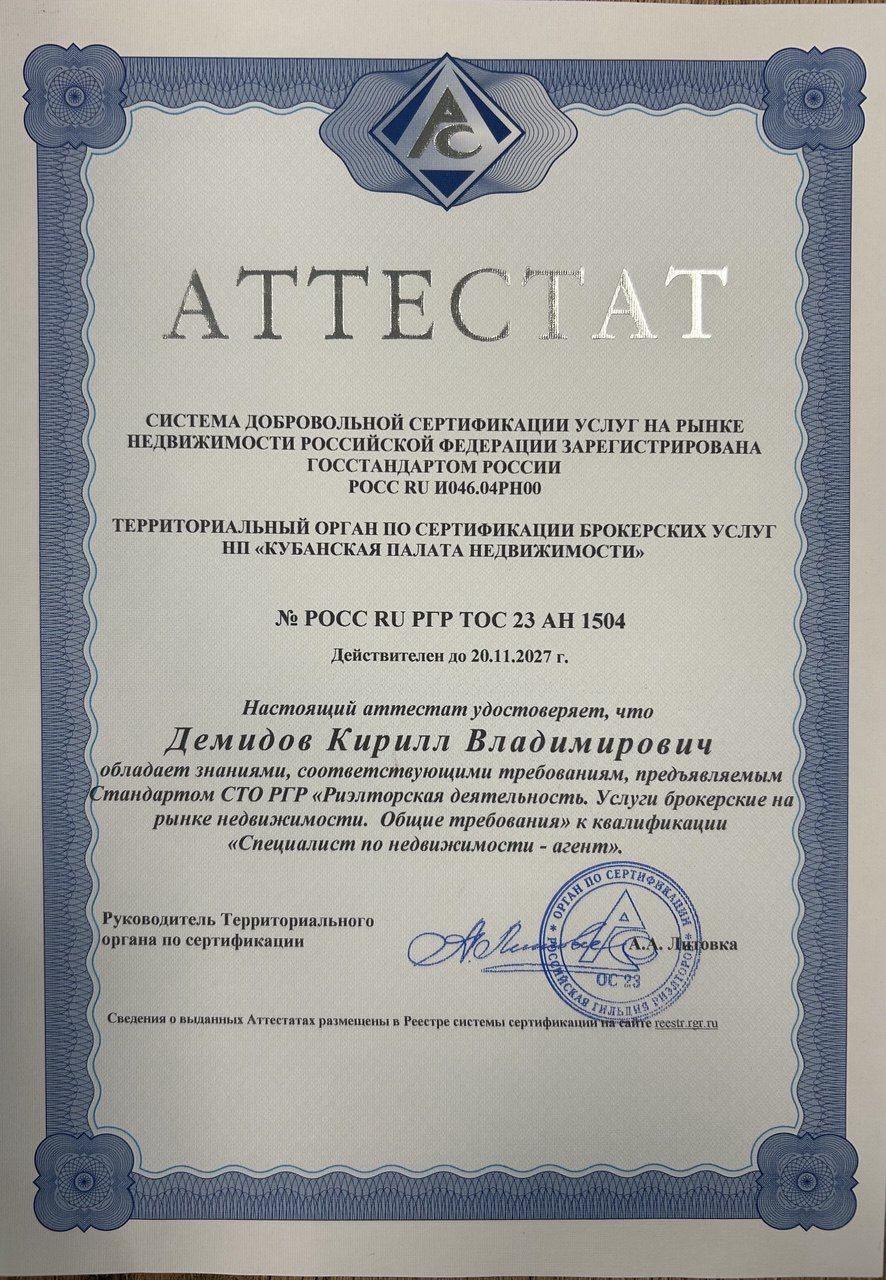 АС
АТТЕСТАТ
СИСТЕМА ДОБРОВОЛЬНОЙ СЕРТИФИКАЦИИ УСЛУГ НА РЫНКЕ
НЕДВИЖИМОСТИ РОССИЙСКОЙ ФЕДЕРАЦИИ ЗАРЕГИСТРИРОВАНА
ГОССТАНДАРТОМ РОССИИ
РОСС RU И046.04РН00
ТЕРРИТОРИАЛЬНЫЙ ОРГАН ПО СЕРТИФИКАЦИИ БРОКЕРСКИХ УСЛУГ
НП «КУБАНСКАЯ ПАЛАТА НЕДВИЖИМОСТИ»
№ РОСС RU РГР ТОС 23 АН 1504
Действителен до 20.11.2027 г.
Настоящий аттестат удостоверяет, что
Демидов Кирилл Владимирович
обладает знаниями, соответствующими требованиям, предъявляемым
Стандартом СТО РГР «Риэлторская деятельность. Услуги брокерские на
рынке недвижимости. Общие требования» к квалификации
«Специалист по недвижимости - агент».
Руководитель Территориального
органа по сертификации
А.А. Литовка
ОРГАН ПО СЕРТИФИКАЦИИ
РОССИЙСКАЯ ГИЛЬДИЯ РИЭЛТОРОВ
ОС 23
Сведения о выданных Аттестатах размещены в Реестре системы сертификации на сайте reestr.rgr.ru